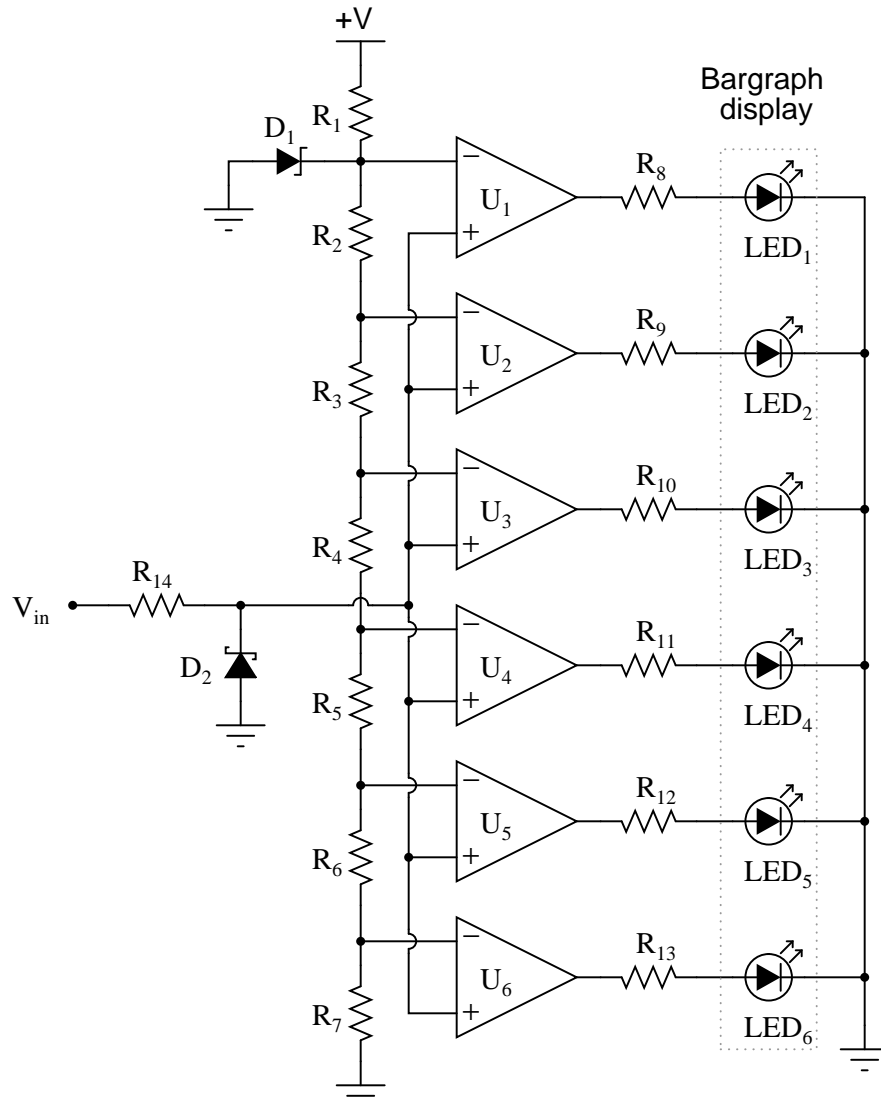 +V
Bargraph
display
R₁
D₁
−
R₈
U₁
R₂
+
LED₁
−
R₉
U₂
R₃
+
LED₂
−
R₁₀
U₃
R₄
+
LED₃
R₁₄
V_in
−
R₁₁
D₂
U₄
R₅
+
LED₄
−
R₁₂
U₅
R₆
+
LED₅
−
R₁₃
U₆
R₇
+
LED₆